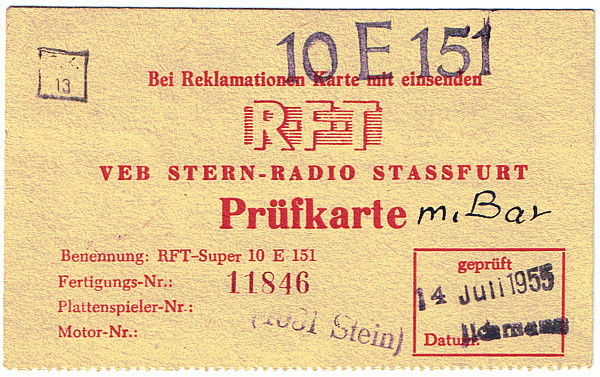 10 E 151
13
Bei Reklamationen Karte mit einsenden
RFT
VEB STERN-RADIO STASSFURT
Prüfkarte m. Bar
Benennung: RFT-Super 10 E 151
Fertigungs-Nr.: 11846
Plattenspieler-Nr.:
Motor-Nr.:
Stein)
geprüft
14 Juli 1955
Datum: